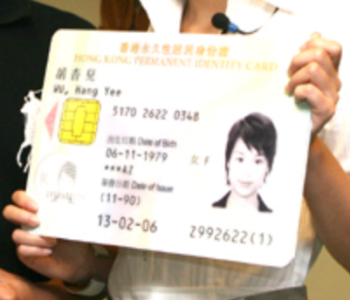 香港永久性居民身份證
HONG KONG PERMANENT IDENTITY CARD
胡香兒
WU, Hang Yee
5170 2622 0348
出生日期 Date of Birth
06-11-1979
女 F
***AZ
簽發日期 Date of Issue
(11-90)
13-02-06
Z992622(1)